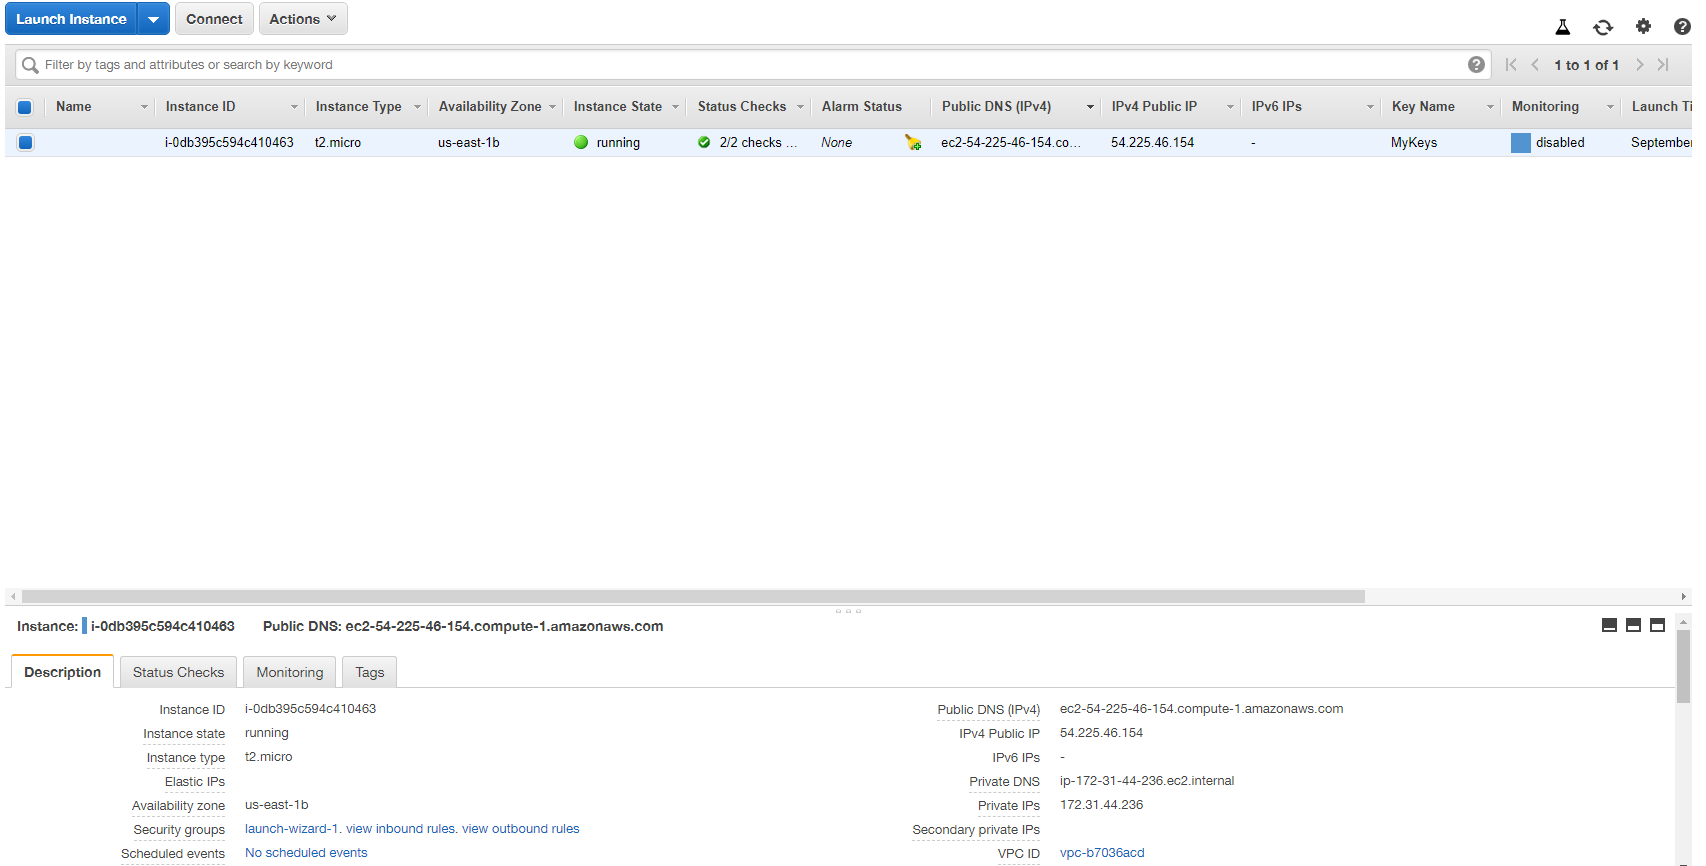 Launch Instance Connect Actions
Filter by tags and attributes or search by keyword ? 1 to 1 of 1
Name Instance ID Instance Type Availability Zone Instance State Status Checks Alarm Status Public DNS (IPv4) IPv4 Public IP IPv6 IPs Key Name Monitoring Launch Ti
i-0db395c594c410463 t2.micro us-east-1b running 2/2 checks ... None ec2-54-225-46-154.co... 54.225.46.154 - MyKeys disabled September
Instance: i-0db395c594c410463 Public DNS: ec2-54-225-46-154.compute-1.amazonaws.com
Description Status Checks Monitoring Tags
Instance ID i-0db395c594c410463 Public DNS (IPv4) ec2-54-225-46-154.compute-1.amazonaws.com
Instance state running IPv4 Public IP 54.225.46.154
Instance type t2.micro IPv6 IPs -
Elastic IPs Private DNS ip-172-31-44-236.ec2.internal
Availability zone us-east-1b Private IPs 172.31.44.236
Security groups launch-wizard-1. view inbound rules. view outbound rules Secondary private IPs
Scheduled events No scheduled events VPC ID vpc-b7036acd